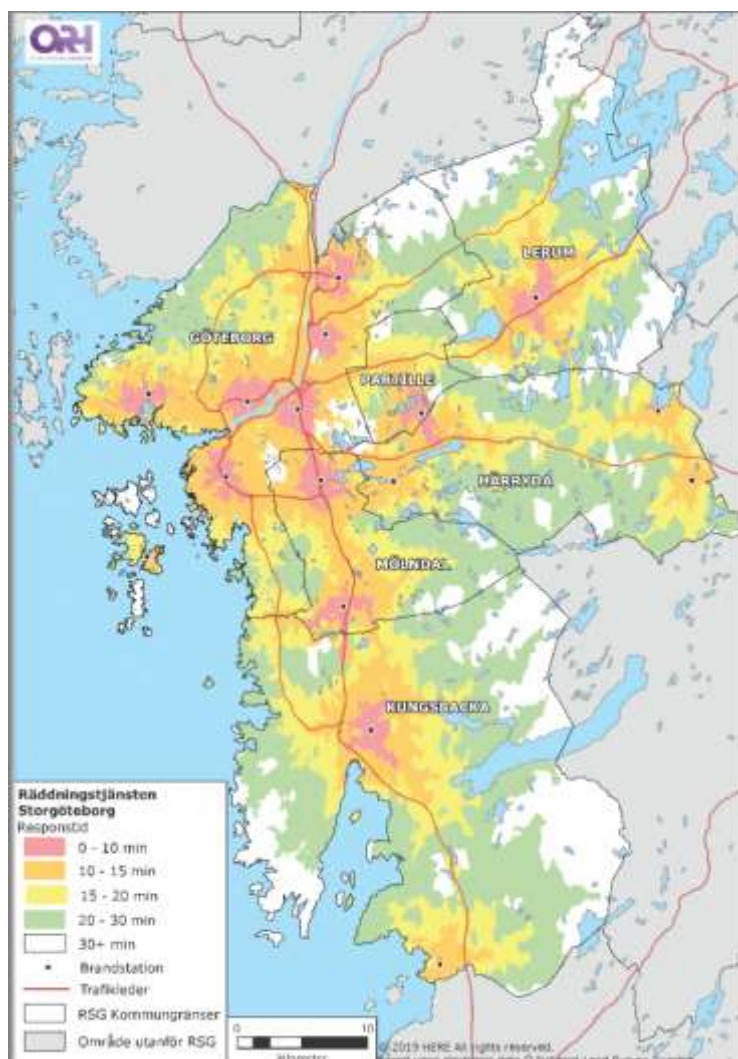 ORH
LERUM
GÖTEBORG
PARTILLE
HÄRRYDA
MÖLNDAL
KUNGSBACKA
Räddningstjänsten
Storgöteborg
Responstid
0 - 10 min
10 - 15 min
15 - 20 min
20 - 30 min
30+ min
Brandstation
Trafikleder
RSG Kommungränser
Område utanför RSG
0 10
kilometer
© 2019 HERE All rights reserved.